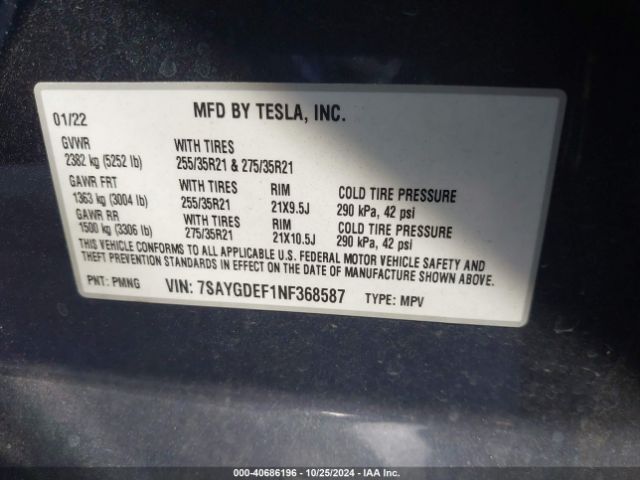 01/22 MFD BY TESLA, INC.
GVWR WITH TIRES
2382 kg (5252 lb) 255/35R21 & 275/35R21
GAWR FRT WITH TIRES RIM COLD TIRE PRESSURE
1363 kg (3004 lb) 255/35R21 21X9.5J 290 kPa, 42 psi
GAWR RR WITH TIRES RIM COLD TIRE PRESSURE
1500 kg (3306 lb) 275/35R21 21X10.5J 290 kPa, 42 psi
THIS VEHICLE CONFORMS TO ALL APPLICABLE U.S. FEDERAL MOTOR VEHICLE SAFETY AND
THEFT PREVENTION STANDARDS IN EFFECT ON THE DATE OF MANUFACTURE SHOWN ABOVE.
PNT: PMNG VIN: 7SAYGDEF1NF368587 TYPE: MPV
000-40686196 - 10/25/2024 - IAA Inc.